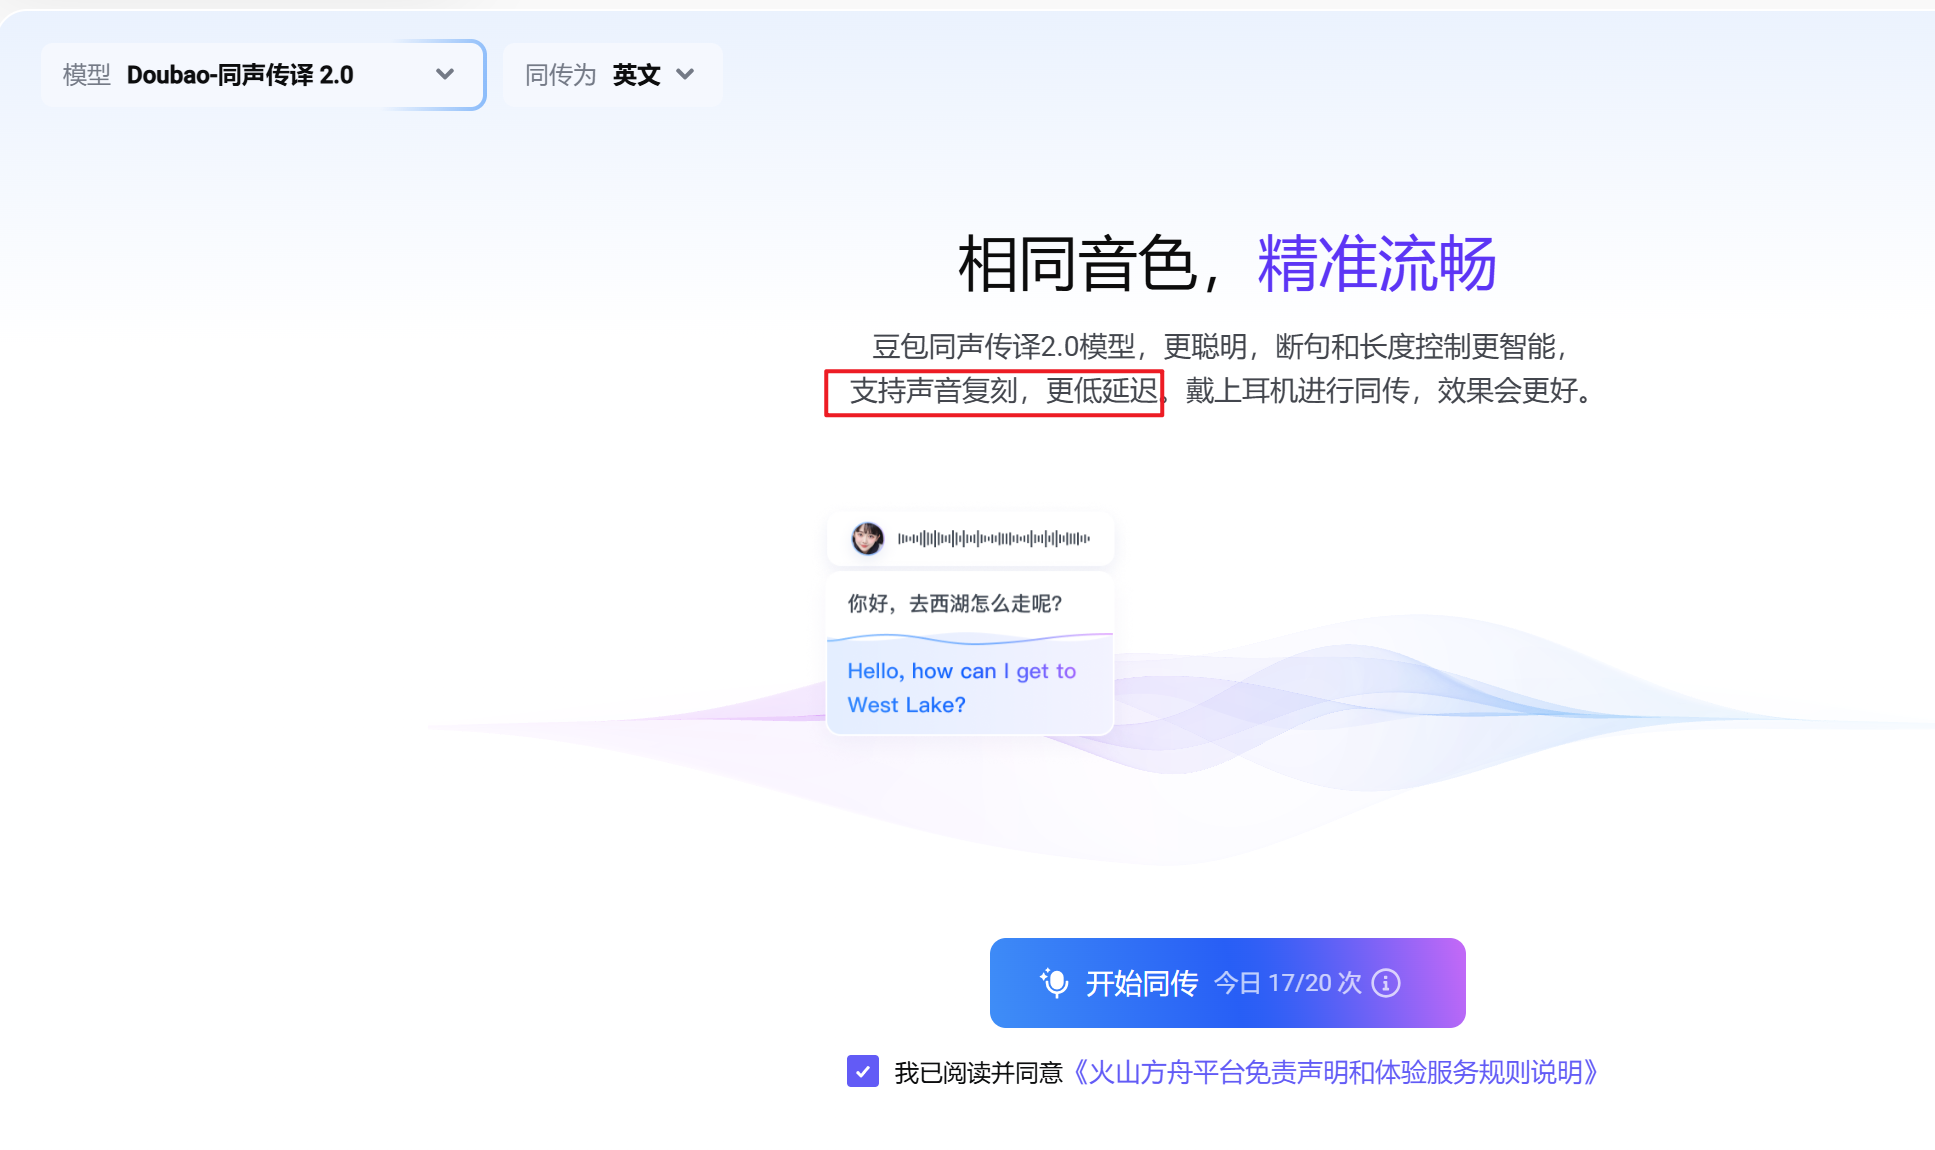 模型 Doubao-同声传译 2.0
同传为 英文
相同音色，精准流畅
豆包同声传译2.0模型，更聪明，断句和长度控制更智能，
支持声音复刻，更低延迟。戴上耳机进行同传，效果会更好。
你好，去西湖怎么走呢?
Hello, how can I get to
West Lake?
开始同传 今日 17/20 次
我已阅读并同意《火山方舟平台免责声明和体验服务规则说明》